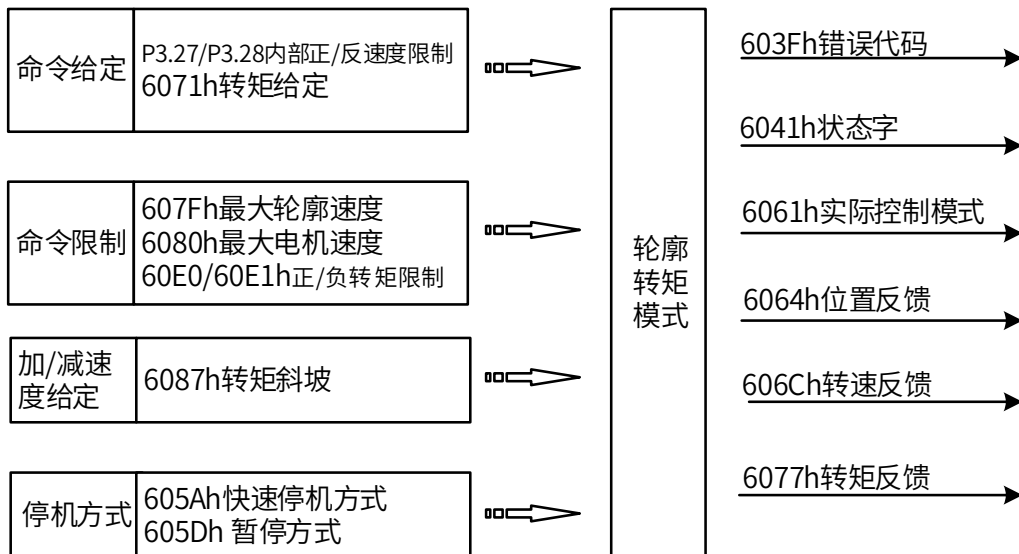 命令给定
P3.27/P3.28内部正/反速度限制
6071h转矩给定
命令限制
607Fh最大轮廓速度
6080h最大电机速度
60E0/60E1h正/负转矩限制
加/减速
度给定
6087h转矩斜坡
停机方式
605Ah快速停机方式
605Dh 暂停方式
轮廓
转矩
模式
603Fh错误代码
6041h状态字
6061h实际控制模式
6064h位置反馈
606Ch转速反馈
6077h转矩反馈